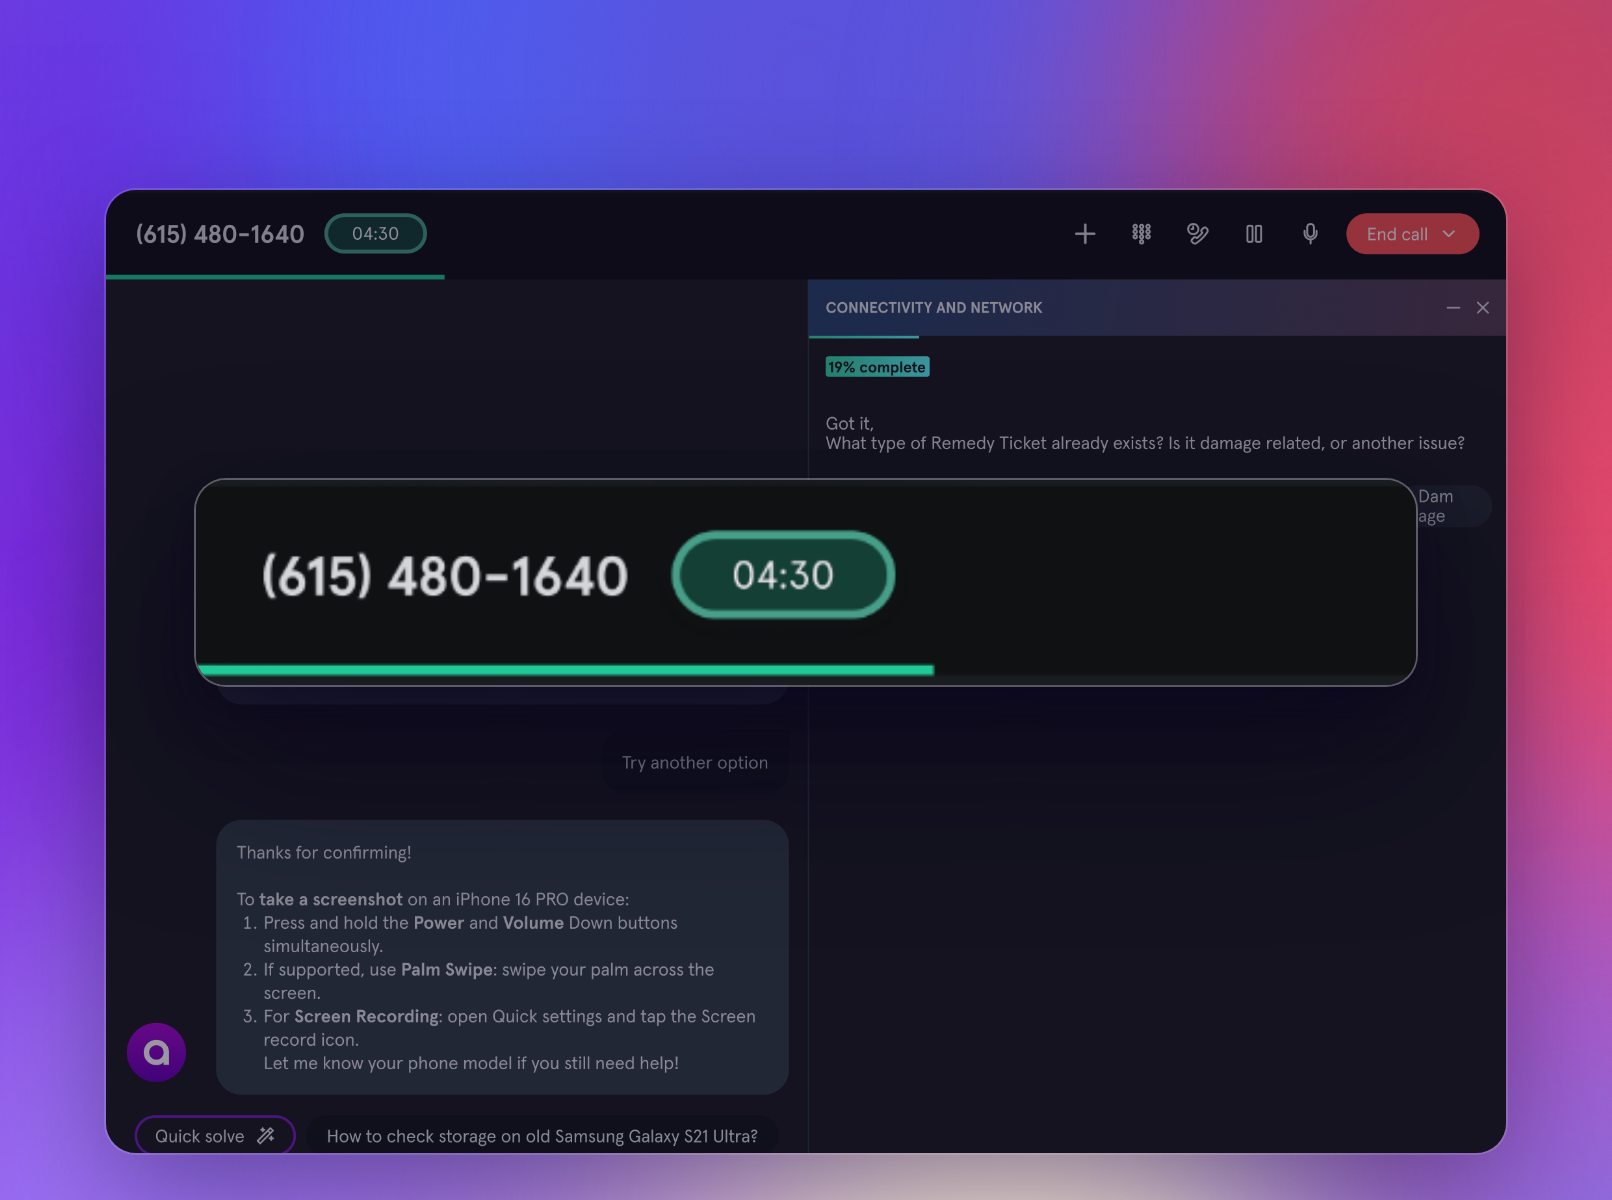 (615) 480-1640 04:30 End call
CONNECTIVITY AND NETWORK
19% complete
Got it,
What type of Remedy Ticket already exists? Is it damage related, or another issue?
Dam
age
(615) 480-1640 04:30
Try another option
Thanks for confirming!
To take a screenshot on an iPhone 16 PRO device:
1. Press and hold the Power and Volume Down buttons
simultaneously.
2. If supported, use Palm Swipe: swipe your palm across the
screen.
3. For Screen Recording: open Quick settings and tap the Screen
record icon.
Let me know your phone model if you still need help!
a
Quick solve How to check storage on old Samsung Galaxy S21 Ultra?